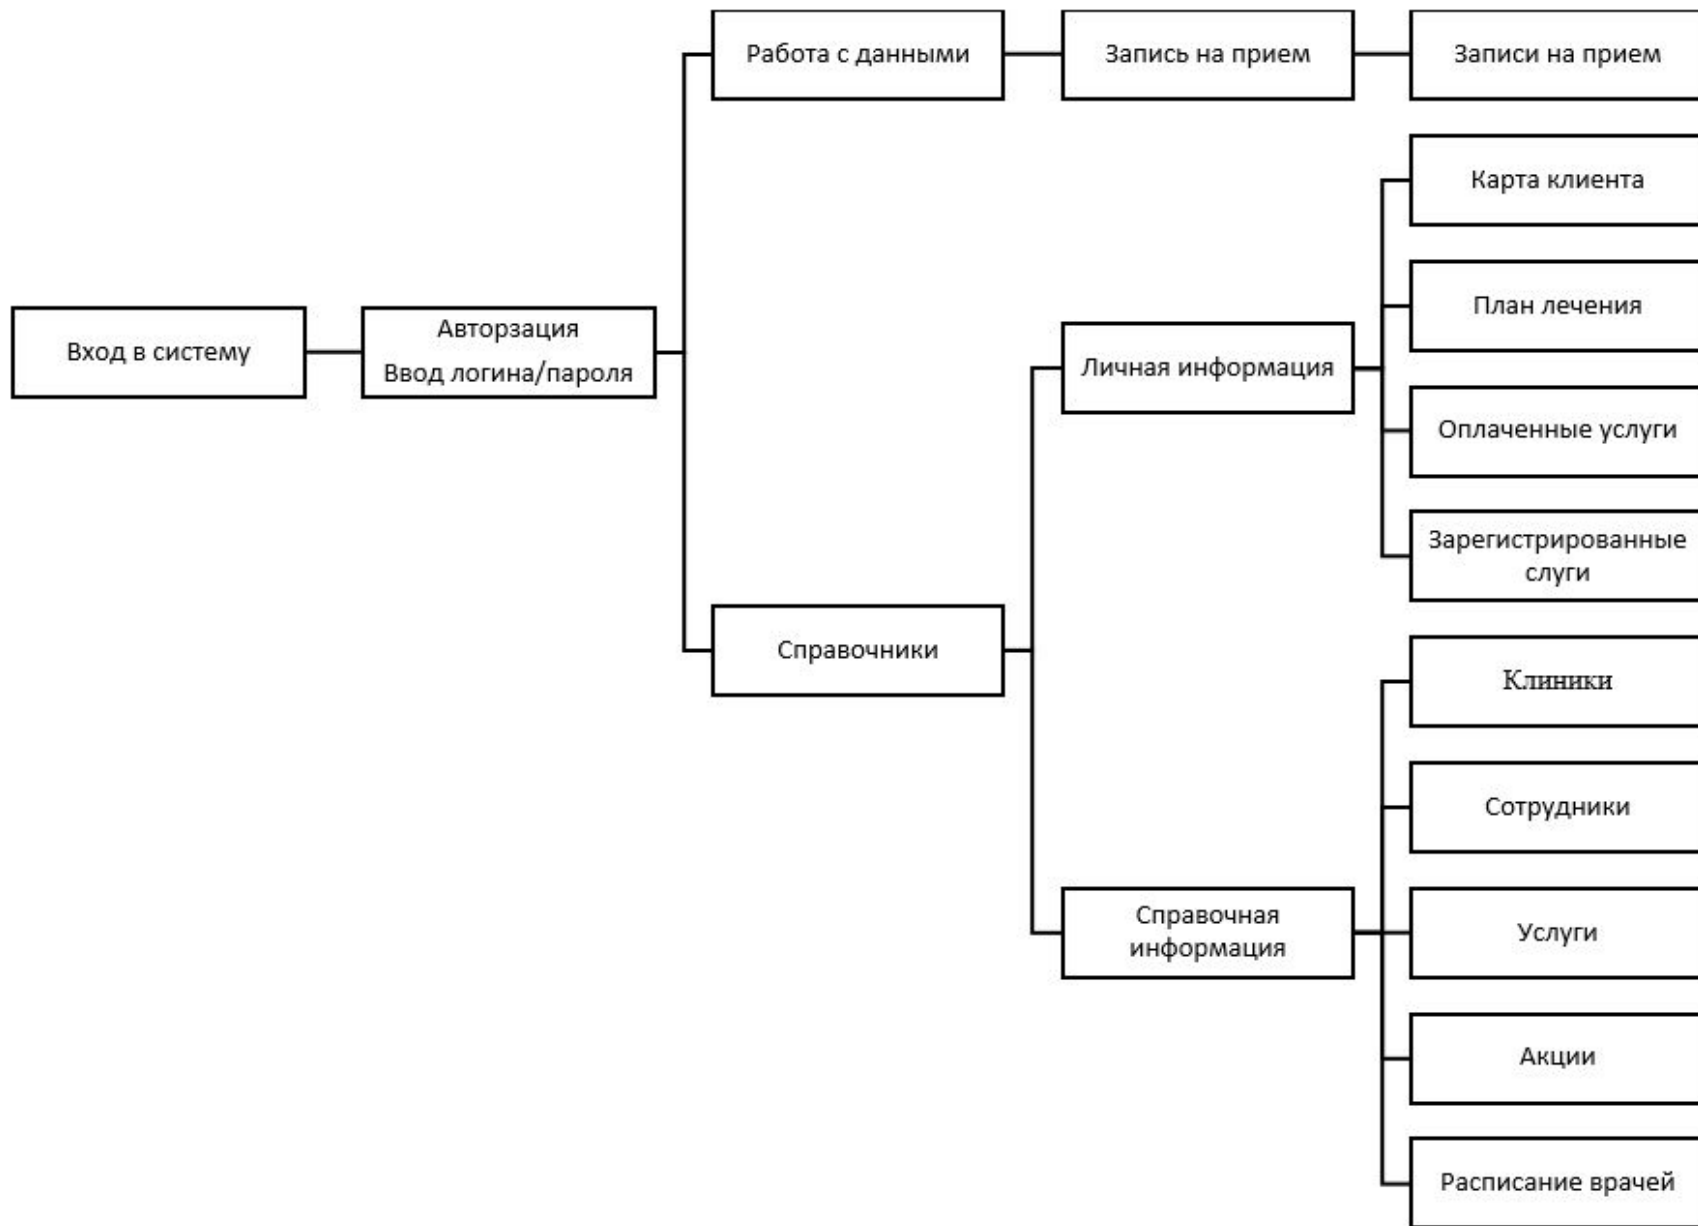 Работа с данными
Запись на прием
Записи на прием
Карта клиента
План лечения
Вход в систему
Авторзация
Ввод логина/пароля
Личная информация
Оплаченные услуги
Зарегистрированные
слуги
Справочники
Клиники
Сотрудники
Справочная
информация
Услуги
Акции
Расписание врачей